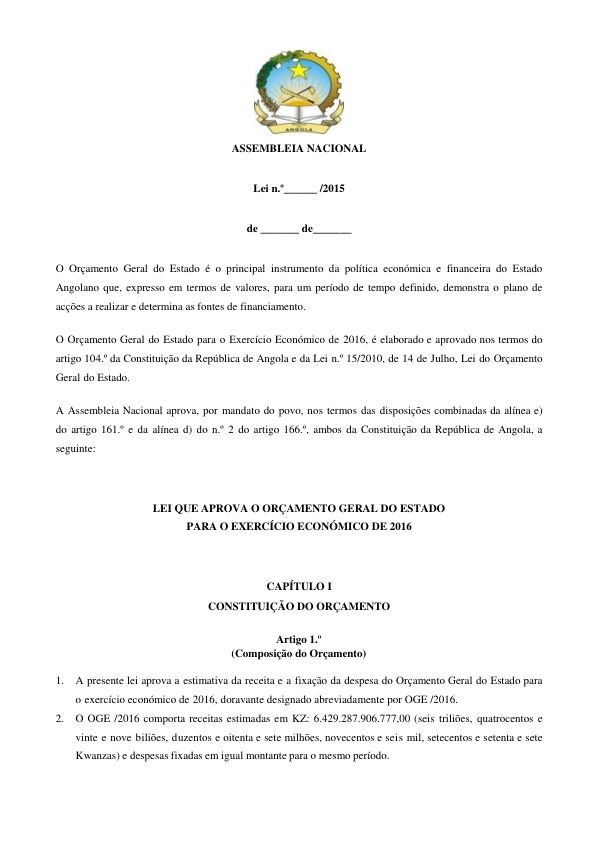 ANGOLA
ASSEMBLEIA NACIONAL
Lei n.º______ /2015
de _______ de_______
O Orçamento Geral do Estado é o principal instrumento da política económica e financeira do Estado
Angolano que, expresso em termos de valores, para um período de tempo definido, demonstra o plano de
acções a realizar e determina as fontes de financiamento.
O Orçamento Geral do Estado para o Exercício Económico de 2016, é elaborado e aprovado nos termos do
artigo 104.º da Constituição da República de Angola e da Lei n.º 15/2010, de 14 de Julho, Lei do Orçamento
Geral do Estado.
A Assembleia Nacional aprova, por mandato do povo, nos termos das disposições combinadas da alínea e)
do artigo 161.º e da alínea d) do n.º 2 do artigo 166.º, ambos da Constituição da República de Angola, a
seguinte:
LEI QUE APROVA O ORÇAMENTO GERAL DO ESTADO
PARA O EXERCÍCIO ECONÓMICO DE 2016
CAPÍTULO I
CONSTITUIÇÃO DO ORÇAMENTO
Artigo 1.º
(Composição do Orçamento)
1. A presente lei aprova a estimativa da receita e a fixação da despesa do Orçamento Geral do Estado para
o exercício económico de 2016, doravante designado abreviadamente por OGE /2016.
2. O OGE /2016 comporta receitas estimadas em KZ: 6.429.287.906.777,00 (seis triliões, quatrocentos e
vinte e nove biliões, duzentos e oitenta e sete milhões, novecentos e seis mil, setecentos e setenta e sete
Kwanzas) e despesas fixadas em igual montante para o mesmo período.